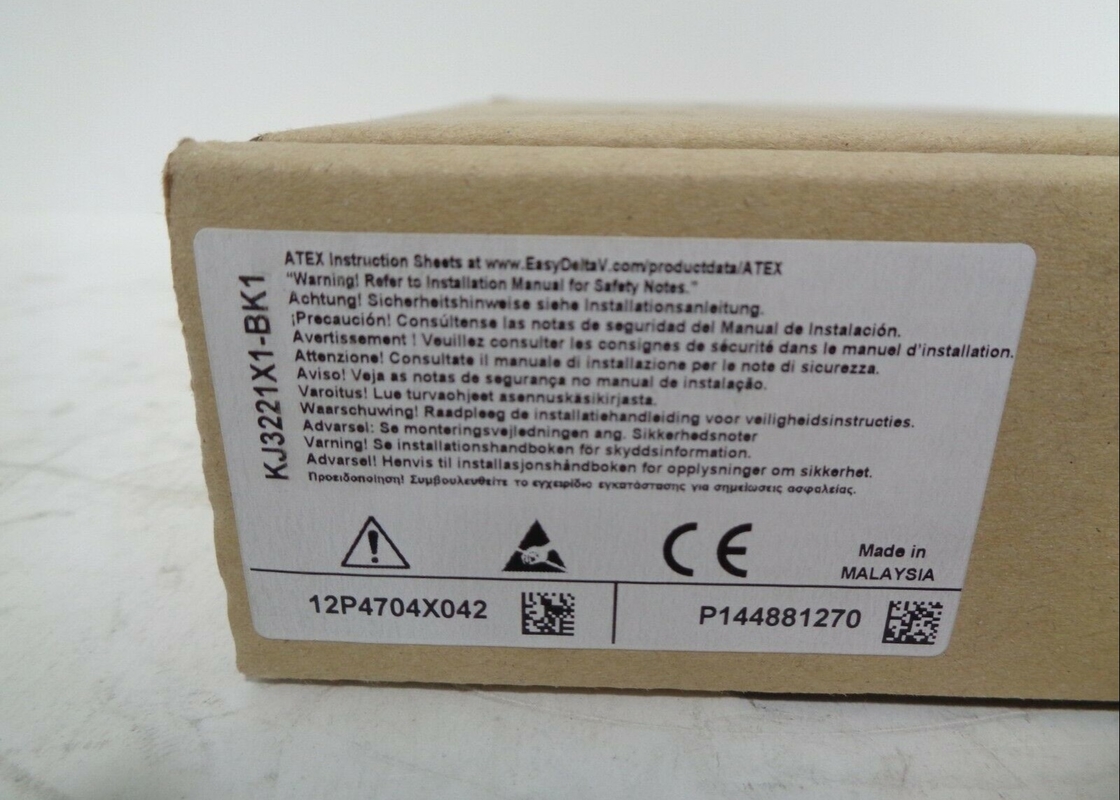 KJ3221X1-BK1
ATEX Instruction Sheets at www.EasyDeltaV.com/productdata/ATEX
"Warning! Refer to Installation Manual for Safety Notes."
Achtung! Sicherheitshinweise siehe Installationsanleitung.
¡Precaución! Consúltense las notas de seguridad del Manual de Instalación.
Avertissement ! Veuillez consulter les consignes de sécurité dans le manuel d'installation.
Attenzione! Consultate il manuale di installazione per le note di sicurezza.
Aviso! Veja as notas de segurança no manual de instalação.
Varoitus! Lue turvaohjeet asennuskäsikirjasta.
Waarschuwing! Raadpleeg de installatiehandleiding voor veiligheidsinstructies.
Advarsel: Se monteringsvejledningen ang. Sikkerhedsnoter
Varning! Se installationshandboken för skyddsinformation.
Advarsel! Henvis til installasjonshåndboken for opplysninger om sikkerhet.
Προειδοποίηση! Συμβουλευθείτε το εγχειρίδιο εγκατάστασης για σημειώσεις ασφαλείας.
CE
Made in
MALAYSIA
12P4704X042
P144881270